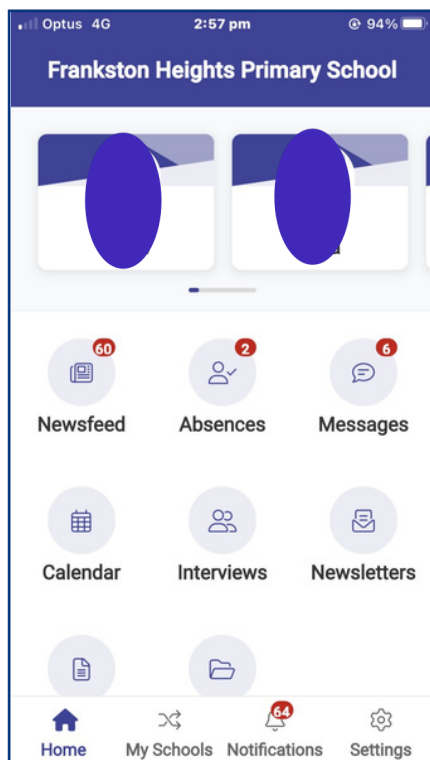 Optus 4G 2:57 pm 94%
Frankston Heights Primary School
60 2 6
Newsfeed Absences Messages
Calendar Interviews Newsletters
64
Home My Schools Notifications Settings